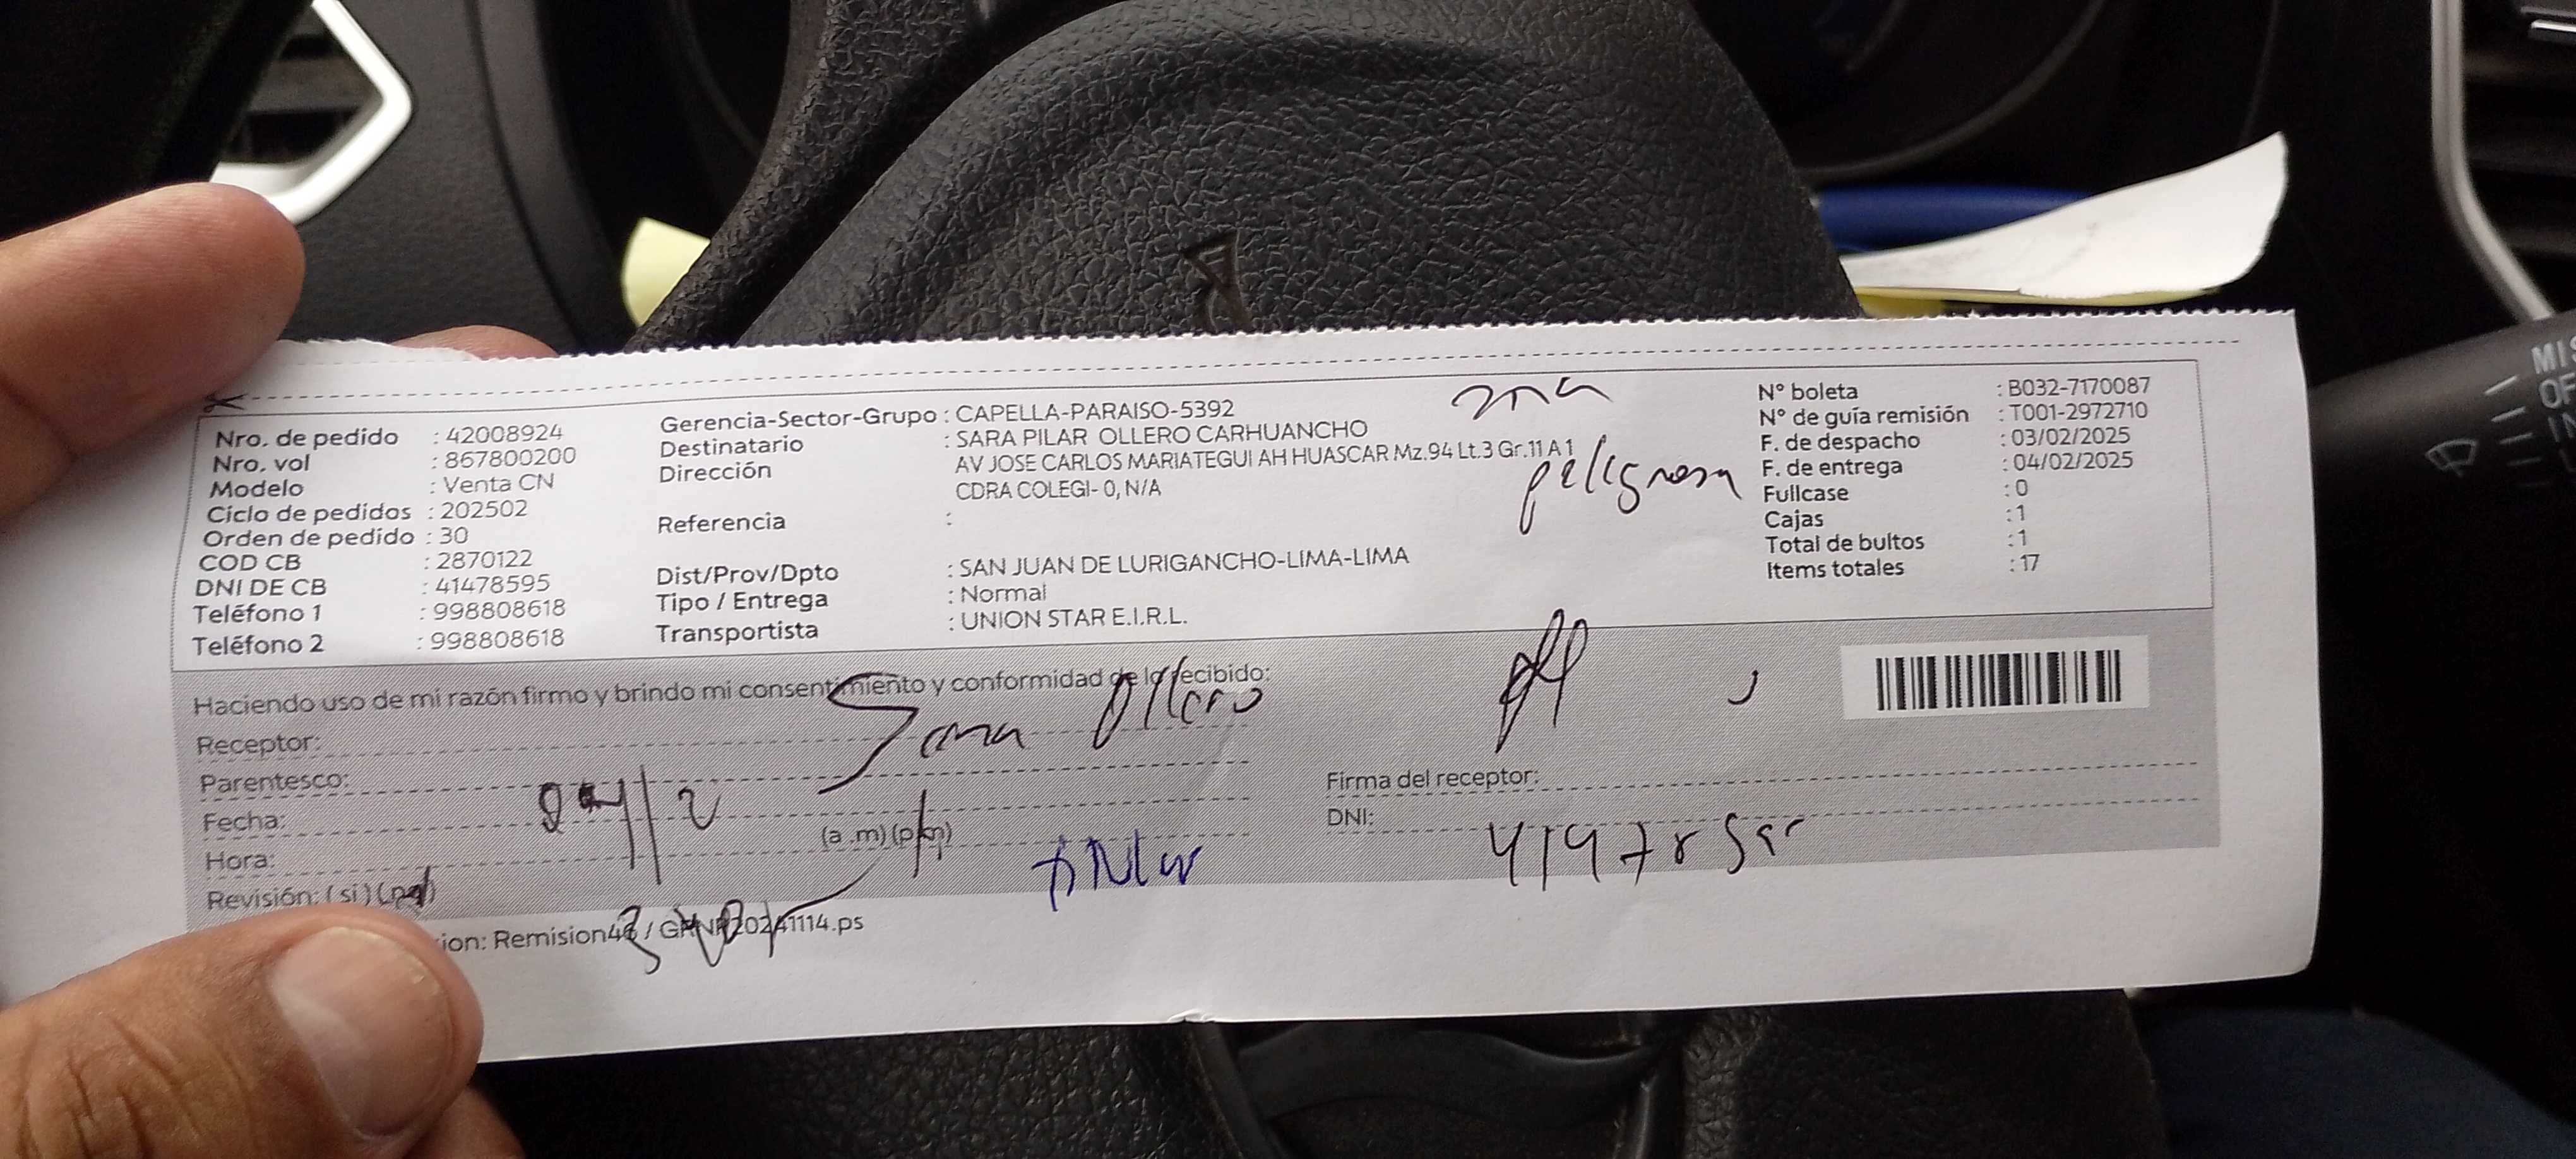 Nro. de pedido : 42008924
Nro. vol : 867800200
Modelo : Venta CN
Ciclo de pedidos : 202502
Orden de pedido : 30
COD CB : 2870122
DNI DE CB : 41478595
Teléfono 1 : 998808618
Teléfono 2 : 998808618
Gerencia-Sector-Grupo : CAPELLA-PARAISO-5392
Destinatario : SARA PILAR OLLERO CARHUANCHO
Dirección AV JOSE CARLOS MARIATEGUI AH HUASCAR Mz.94 Lt.3 Gr.11 A 1
CDRA COLEGI- 0, N/A
Referencia :
Dist/Prov/Dpto : SAN JUAN DE LURIGANCHO-LIMA-LIMA
Tipo / Entrega : Normal
Transportista : UNION STAR E.I.R.L.
peligrosa
N° boleta : B032-7170087
N° de guía remisión : T001-2972710
F. de despacho : 03/02/2025
F. de entrega : 04/02/2025
Fullcase : 0
Cajas : 1
Total de bultos : 1
Items totales : 17
Haciendo uso de mi razón firmo y brindo mi consentimiento y conformidad de lo recibido:
Receptor: Sara Ollero
Parentesco:
Fecha:
Hora: (a .m) (p.m)
Revisión: (si) (no)
Firma del receptor:
DNI: 41478595
ion: Remision46 / GRNR20241114.ps
MIS